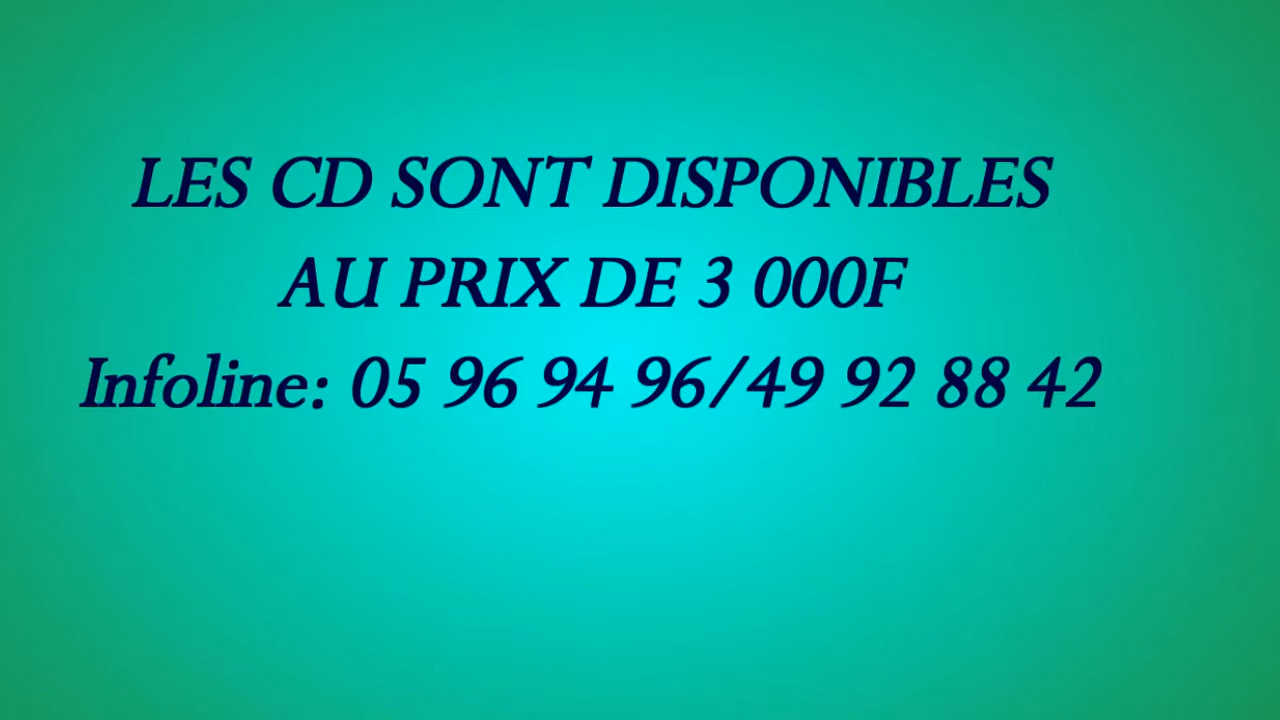 LES CD SONT DISPONIBLES
AU PRIX DE 3 000F
Infoline: 05 96 94 96/49 92 88 42